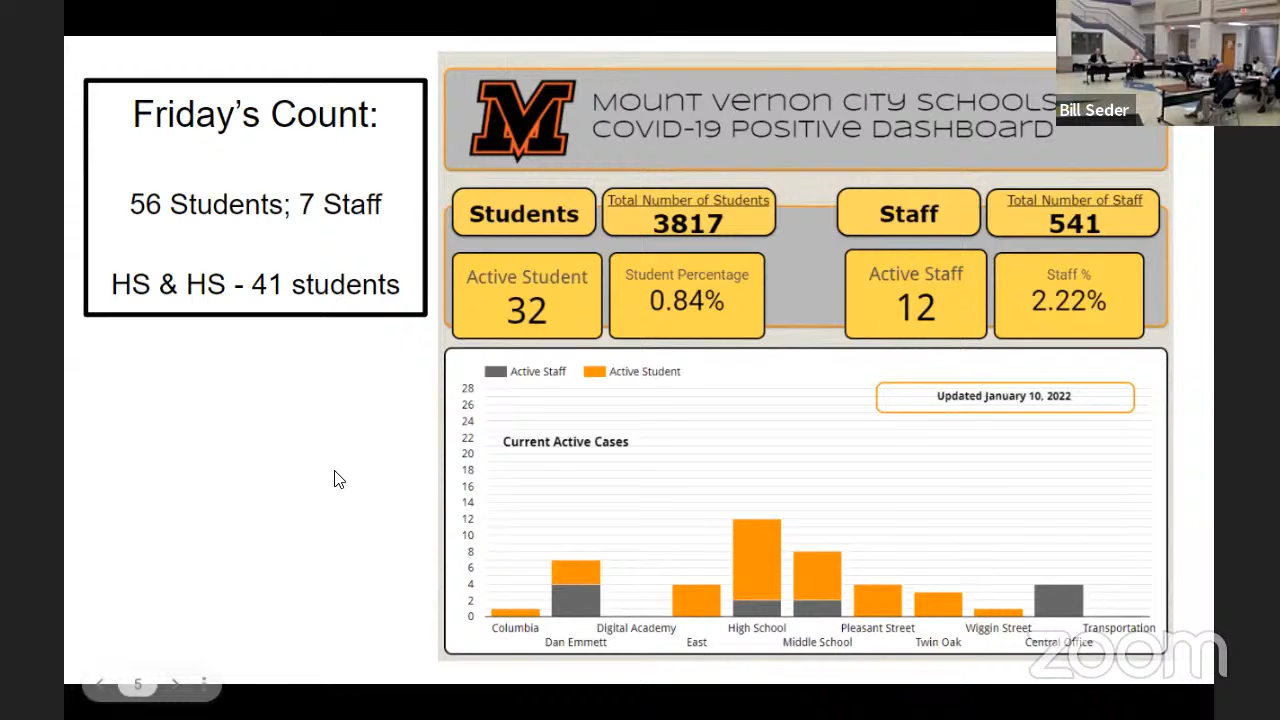 Friday's Count:
56 Students; 7 Staff
HS & HS - 41 students
M
Mount Vernon City Schools
COVID-19 Positive Dashboard
Bill Seder
Students
Total Number of Students
3817
Staff
Total Number of Staff
541
Active Student
32
Student Percentage
0.84%
Active Staff
12
Staff %
2.22%
Active Staff
Active Student
Updated January 10, 2022
Current Active Cases
28
26
24
22
20
18
16
14
12
10
8
6
4
2
0
Columbia
Dan Emmett
Digital Academy
East
High School
Middle School
Pleasant Street
Twin Oak
Wiggin Street
Central Office
Transportation
5
zoom